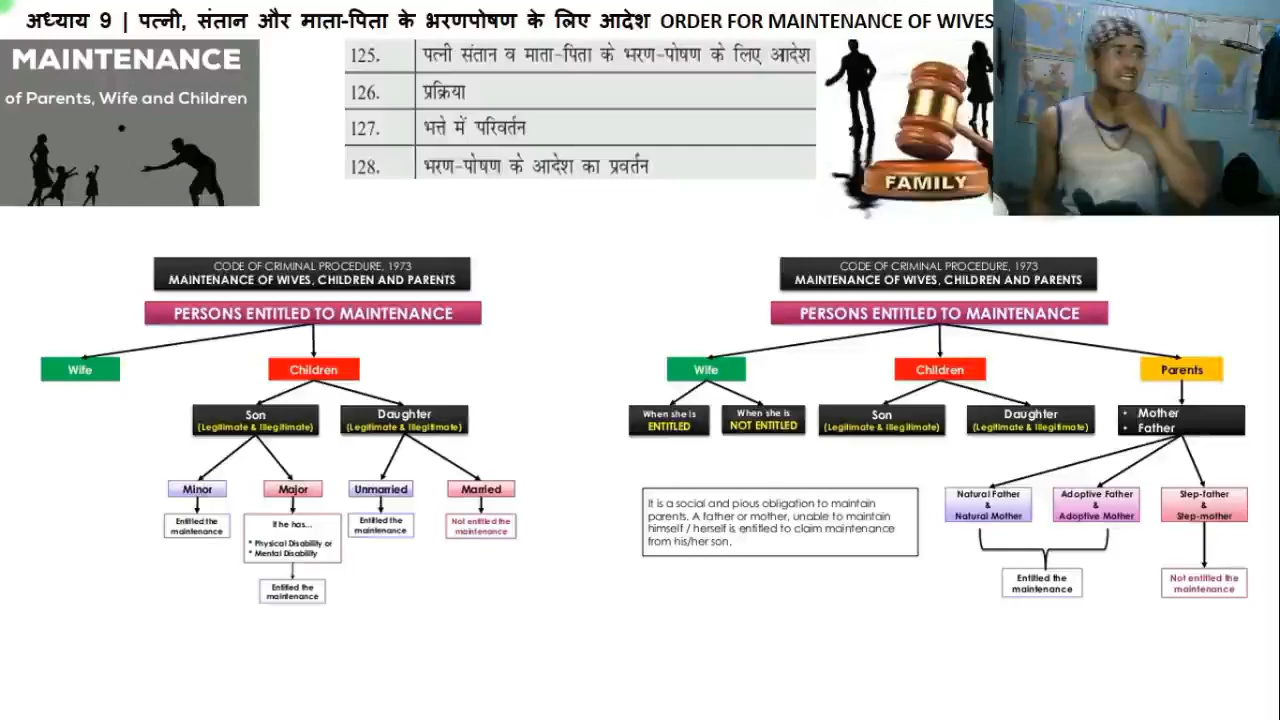 अध्याय 9 | पत्नी, संतान और माता-पिता के भरणपोषण के लिए आदेश ORDER FOR MAINTENANCE OF WIVES
MAINTENANCE
of Parents, Wife and Children
125. पत्नी संतान व माता-पिता के भरण-पोषण के लिए आदेश
126. प्रक्रिया
127. भत्ते में परिवर्तन
128. भरण-पोषण के आदेश का प्रवर्तन
FAMILY
CODE OF CRIMINAL PROCEDURE, 1973
MAINTENANCE OF WIVES, CHILDREN AND PARENTS
PERSONS ENTITLED TO MAINTENANCE
Wife
Children
Son
(Legitimate & Illegitimate)
Daughter
(Legitimate & Illegitimate)
Minor
Major
Unmarried
Married
Entitled the
maintenance
If he has...
* Physical Disability or
* Mental Disability
Entitled the
maintenance
Not entitled the
maintenance
Entitled the
maintenance
CODE OF CRIMINAL PROCEDURE, 1973
MAINTENANCE OF WIVES, CHILDREN AND PARENTS
PERSONS ENTITLED TO MAINTENANCE
Wife
Children
Parents
When she is
ENTITLED
When she is
NOT ENTITLED
Son
(Legitimate & Illegitimate)
Daughter
(Legitimate & Illegitimate)
• Mother
• Father
It is a social and pious obligation to maintain
parents. A father or mother, unable to maintain
himself / herself is entitled to claim maintenance
from his/her son.
Natural Father
&
Natural Mother
Adoptive Father
&
Adoptive Mother
Step-father
&
Step-mother
Entitled the
maintenance
Not entitled the
maintenance